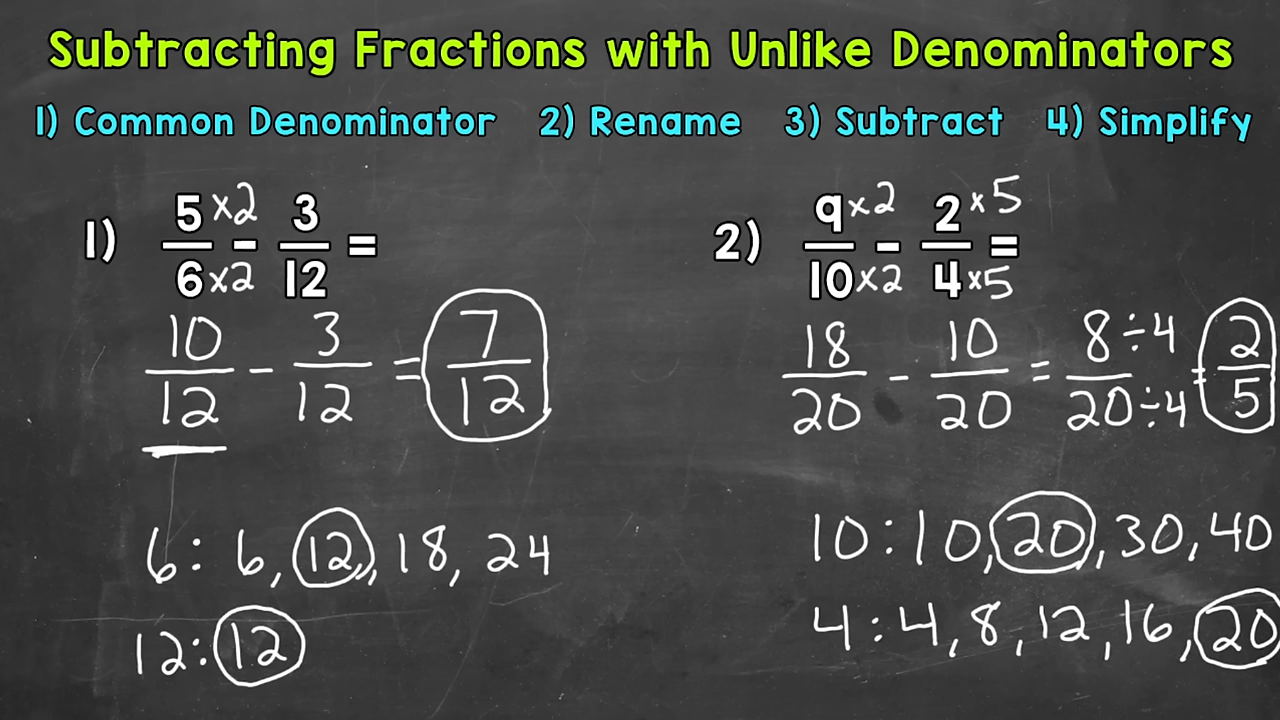 Subtracting Fractions with Unlike Denominators
1) Common Denominator 2) Rename 3) Subtract 4) Simplify
1) 5×2/6×2 - 3/12 =
10/12 - 3/12 = 7/12
6: 6, 12, 18, 24
12: 12
2) 9×2/10×2 - 2×5/4×5 =
18/20 - 10/20 = 8÷4/20÷4 = 2/5
10: 10, 20, 30, 40
4: 4, 8, 12, 16, 20